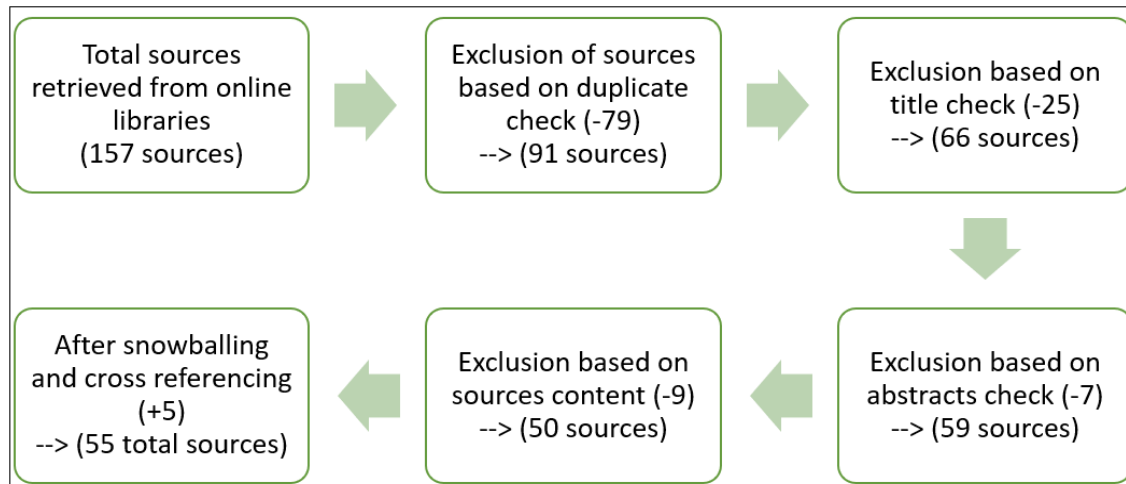 Total sources
retrieved from online
libraries
(157 sources)
Exclusion of sources
based on duplicate
check (-79)
--> (91 sources)
Exclusion based on
title check (-25)
--> (66 sources)
Exclusion based on
abstracts check (-7)
--> (59 sources)
Exclusion based on
sources content (-9)
--> (50 sources)
After snowballing
and cross referencing
(+5)
--> (55 total sources)